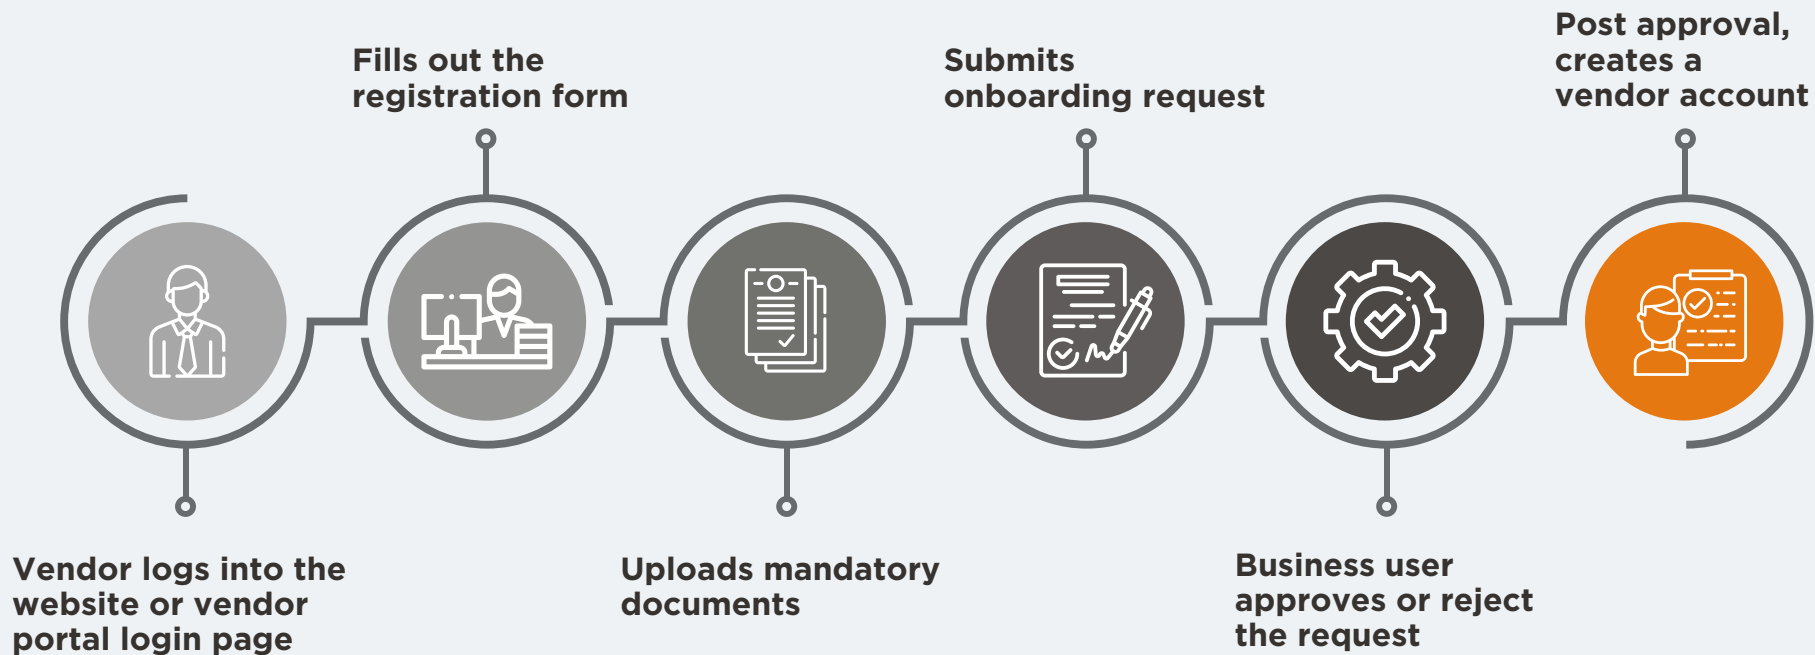 Vendor logs into the
website or vendor
portal login page
Fills out the
registration form
Uploads mandatory
documents
Submits
onboarding request
Business user
approves or reject
the request
Post approval,
creates a
vendor account